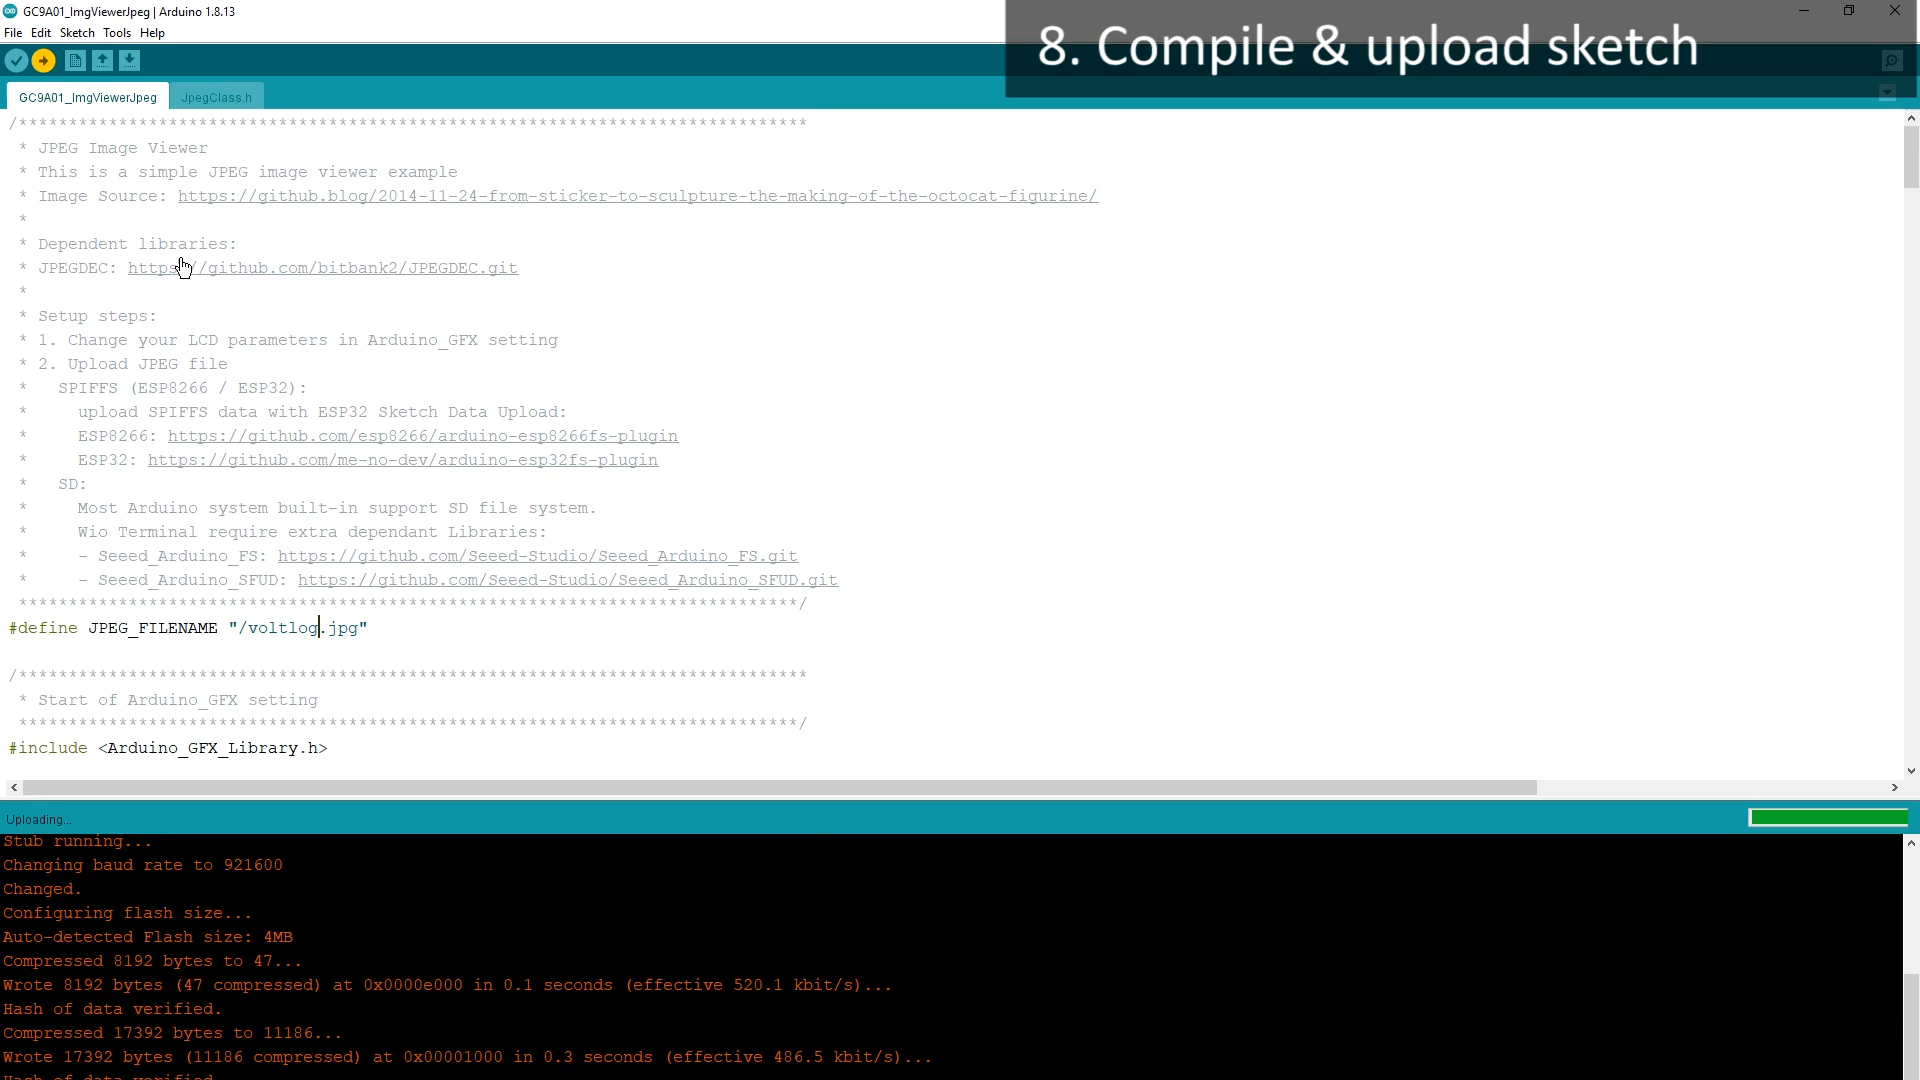 GC9A01_ImgViewerJpeg | Arduino 1.8.13
File Edit Sketch Tools Help
8. Compile & upload sketch
GC9A01_ImgViewerJpeg JpegClass.h
/*******************************************************************************
* JPEG Image Viewer
* This is a simple JPEG image viewer example
* Image Source: https://github.blog/2014-11-24-from-sticker-to-sculpture-the-making-of-the-octocat-figurine/
*
* Dependent libraries:
* JPEGDEC: https://github.com/bitbank2/JPEGDEC.git
*
* Setup steps:
* 1. Change your LCD parameters in Arduino_GFX setting
* 2. Upload JPEG file
*   SPIFFS (ESP8266 / ESP32):
*     upload SPIFFS data with ESP32 Sketch Data Upload:
*     ESP8266: https://github.com/esp8266/arduino-esp8266fs-plugin
*     ESP32: https://github.com/me-no-dev/arduino-esp32fs-plugin
*   SD:
*     Most Arduino system built-in support SD file system.
*     Wio Terminal require extra dependant Libraries:
*     - Seeed_Arduino_FS: https://github.com/Seeed-Studio/Seeed_Arduino_FS.git
*     - Seeed_Arduino_SFUD: https://github.com/Seeed-Studio/Seeed_Arduino_SFUD.git
******************************************************************************/
#define JPEG_FILENAME "/voltlog.jpg"
/*******************************************************************************
* Start of Arduino_GFX setting
******************************************************************************/
#include <Arduino_GFX_Library.h>
Uploading...
Stub running...
Changing baud rate to 921600
Changed.
Configuring flash size...
Auto-detected Flash size: 4MB
Compressed 8192 bytes to 47...
Wrote 8192 bytes (47 compressed) at 0x0000e000 in 0.1 seconds (effective 520.1 kbit/s)...
Hash of data verified.
Compressed 17392 bytes to 11186...
Wrote 17392 bytes (11186 compressed) at 0x00001000 in 0.3 seconds (effective 486.5 kbit/s)...
Hash of data verified.